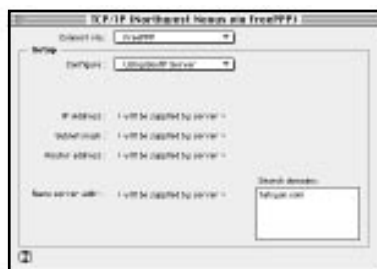 TCP/IP (Northwest Nexus via FreePPP)
Connect via: FreePPP
Setup
Configure: Using BootP Server
IP Address: < will be supplied by server >
Subnet mask: < will be supplied by server >
Router address: < will be supplied by server >
Search domains:
Name server addr.: < will be supplied by server >
halcyon.com